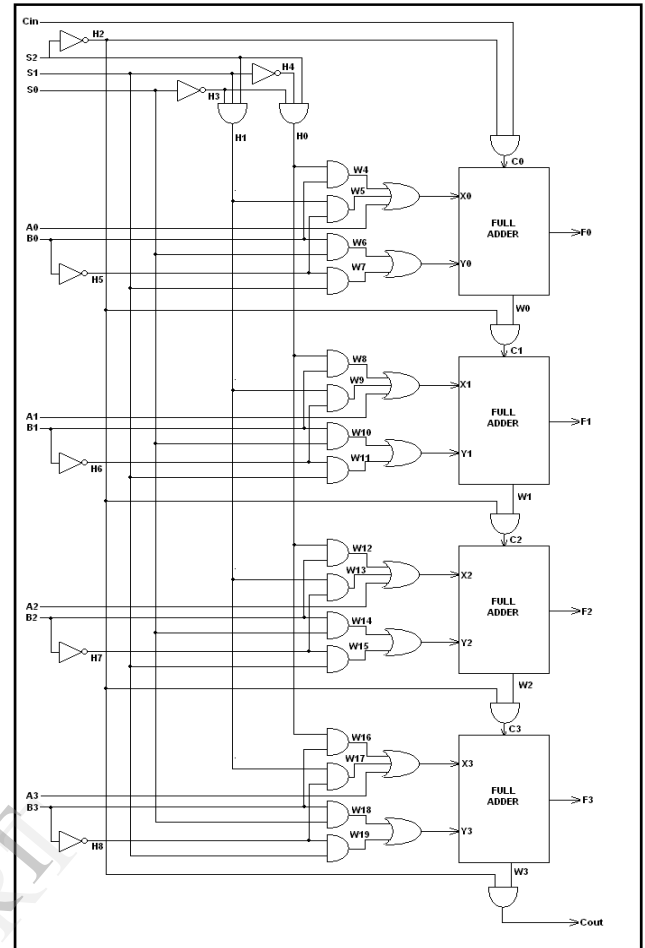 Cin
H2
S2
H4
S1
S0
H3
H1
H0
C0
W4
W5
X0
FULL
ADDER
F0
A0
B0
W6
W7
Y0
H5
W0
C1
W8
W9
X1
FULL
ADDER
F1
A1
B1
W10
W11
Y1
H6
W1
C2
W12
W13
X2
FULL
ADDER
F2
A2
B2
W14
W15
Y2
H7
W2
C3
W16
W17
X3
FULL
ADDER
F3
A3
B3
W18
W19
Y3
H8
W3
Cout